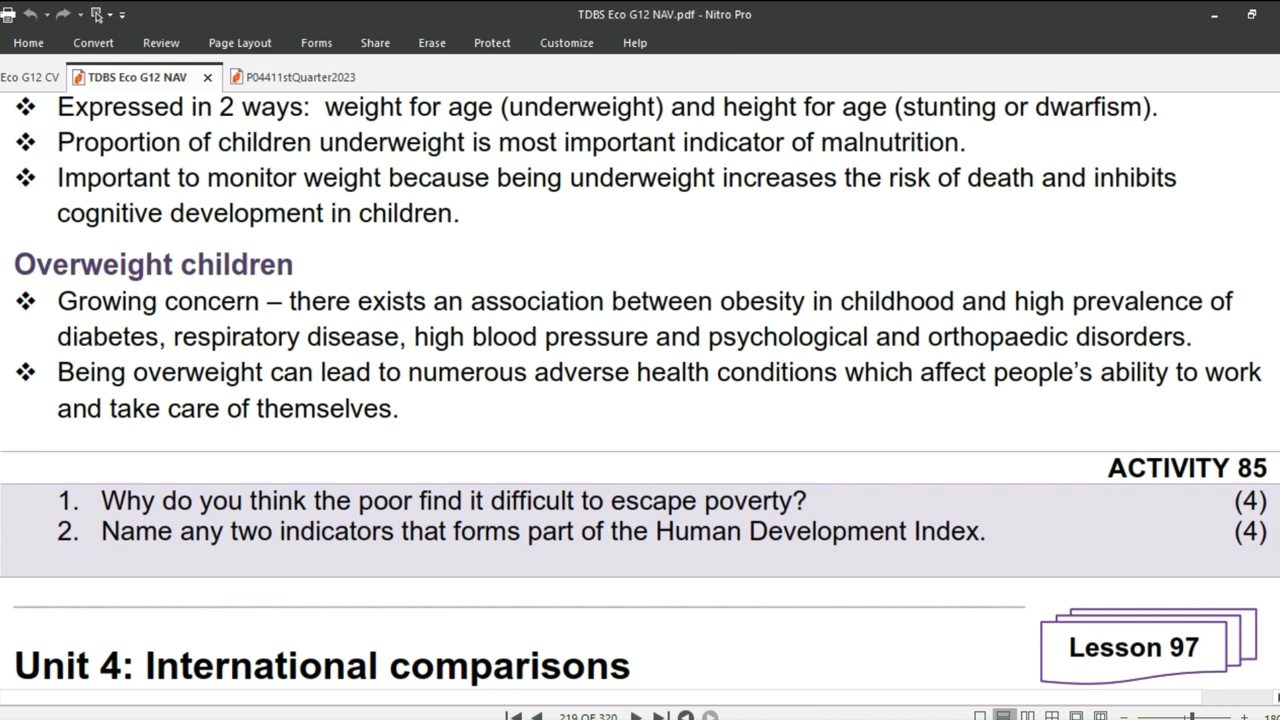 TDBS Eco G12 NAV.pdf - Nitro Pro
Home Convert Review Page Layout Forms Share Erase Protect Customize Help
Eco G12 CV TDBS Eco G12 NAV × P04411stQuarter2023
❖ Expressed in 2 ways: weight for age (underweight) and height for age (stunting or dwarfism).
❖ Proportion of children underweight is most important indicator of malnutrition.
❖ Important to monitor weight because being underweight increases the risk of death and inhibits
cognitive development in children.
Overweight children
❖ Growing concern – there exists an association between obesity in childhood and high prevalence of
diabetes, respiratory disease, high blood pressure and psychological and orthopaedic disorders.
❖ Being overweight can lead to numerous adverse health conditions which affect people's ability to work
and take care of themselves.
ACTIVITY 85
1. Why do you think the poor find it difficult to escape poverty? (4)
2. Name any two indicators that forms part of the Human Development Index. (4)
Lesson 97
Unit 4: International comparisons
219 OF 320